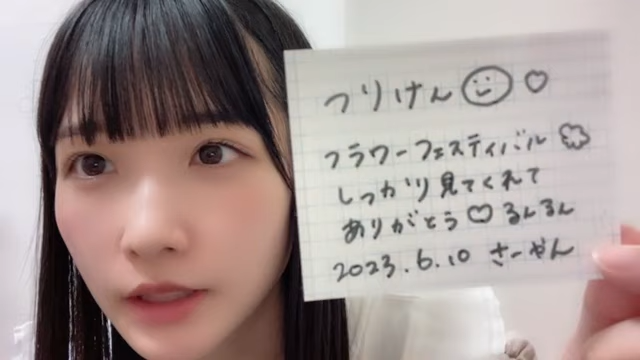 つりけん
フラワーフェスティバル
しっかり見てくれて
ありがとう♡るんるん
2023.6.10 さーやん